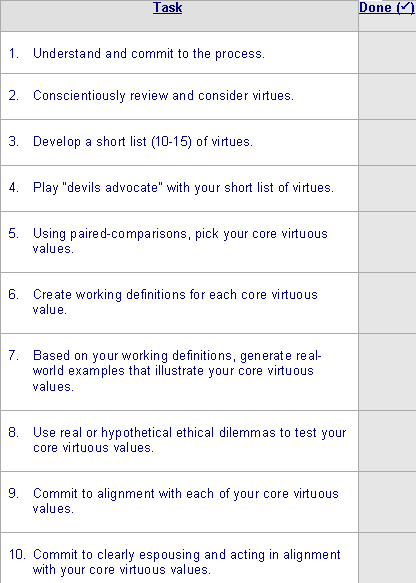 Task Done (✓)
1. Understand and commit to the process.
2. Conscientiously review and consider virtues.
3. Develop a short list (10-15) of virtues.
4. Play "devils advocate" with your short list of virtues.
5. Using paired-comparisons, pick your core virtuous
values.
6. Create working definitions for each core virtuous
value.
7. Based on your working definitions, generate real-
world examples that illustrate your core virtuous
values.
8. Use real or hypothetical ethical dilemmas to test your
core virtuous values.
9. Commit to alignment with each of your core virtuous
values.
10. Commit to clearly espousing and acting in alignment
with your core virtuous values.